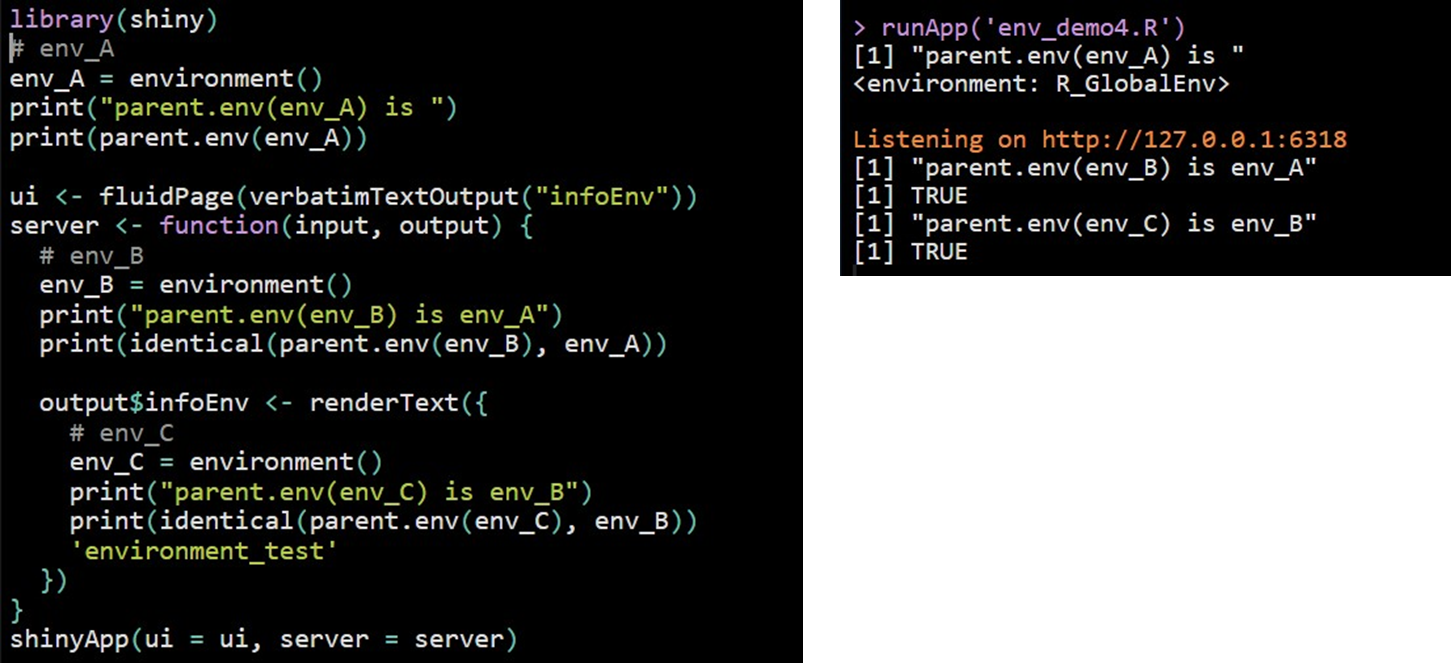 library(shiny)
# env_A
env_A = environment()
print("parent.env(env_A) is ")
print(parent.env(env_A))
ui <- fluidPage(verbatimTextOutput("infoEnv"))
server <- function(input, output) {
  # env_B
  env_B = environment()
  print("parent.env(env_B) is env_A")
  print(identical(parent.env(env_B), env_A))
  output$infoEnv <- renderText({
    # env_C
    env_C = environment()
    print("parent.env(env_C) is env_B")
    print(identical(parent.env(env_C), env_B))
    'environment_test'
  })
}
shinyApp(ui = ui, server = server)
> runApp('env_demo4.R')
[1] "parent.env(env_A) is "
<environment: R_GlobalEnv>
Listening on http://127.0.0.1:6318
[1] "parent.env(env_B) is env_A"
[1] TRUE
[1] "parent.env(env_C) is env_B"
[1] TRUE